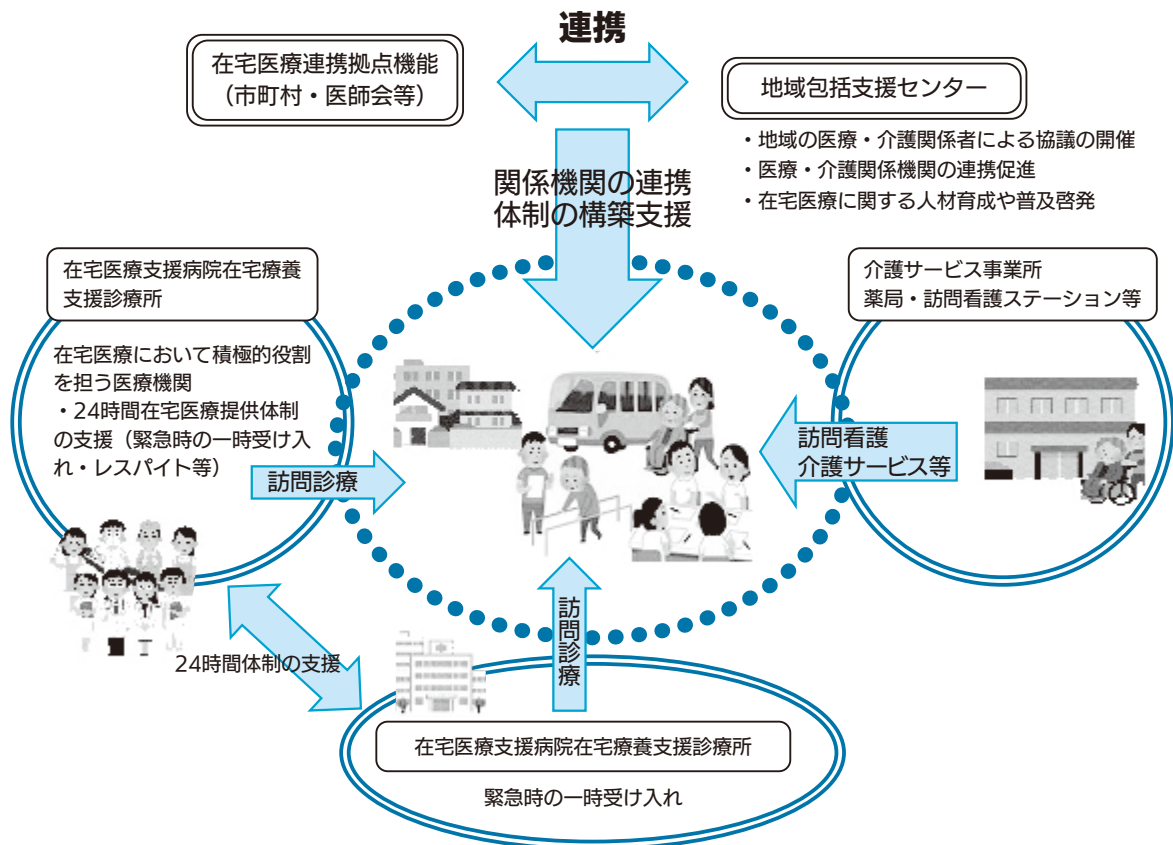 連携
在宅医療連携拠点機能
（市町村・医師会等）
地域包括支援センター
・地域の医療・介護関係者による協議の開催
・医療・介護関係機関の連携促進
・在宅医療に関する人材育成や普及啓発
関係機関の連携
体制の構築支援
在宅医療支援病院在宅療養
支援診療所
在宅医療において積極的役割
を担う医療機関
・24時間在宅医療提供体制
の支援（緊急時の一時受け入
れ・レスパイト等）
訪問診療
介護サービス事業所
薬局・訪問看護ステーション等
訪問看護
介護サービス等
24時間体制の支援
訪問診療
在宅医療支援病院在宅療養支援診療所
緊急時の一時受け入れ